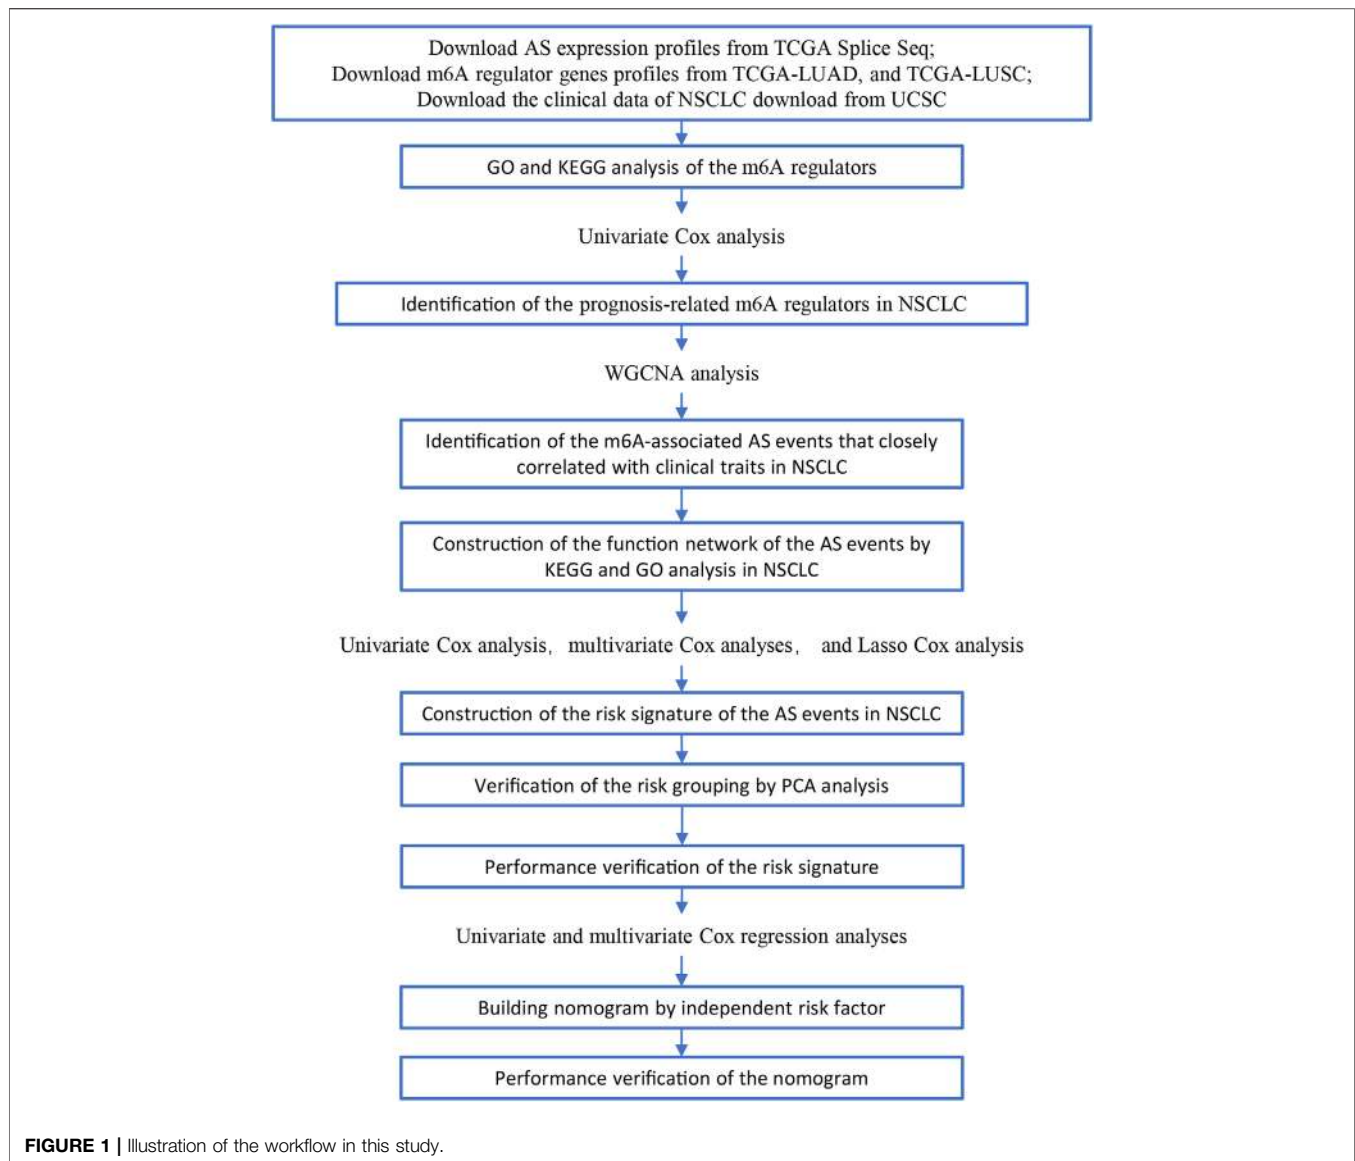 Download AS expression profiles from TCGA Splice Seq;
Download m6A regulator genes profiles from TCGA-LUAD, and TCGA-LUSC;
Download the clinical data of NSCLC download from UCSC
GO and KEGG analysis of the m6A regulators
Univariate Cox analysis
Identification of the prognosis-related m6A regulators in NSCLC
WGCNA analysis
Identification of the m6A-associated AS events that closely
correlated with clinical traits in NSCLC
Construction of the function network of the AS events by
KEGG and GO analysis in NSCLC
Univariate Cox analysis, multivariate Cox analyses, and Lasso Cox analysis
Construction of the risk signature of the AS events in NSCLC
Verification of the risk grouping by PCA analysis
Performance verification of the risk signature
Univariate and multivariate Cox regression analyses
Building nomogram by independent risk factor
Performance verification of the nomogram
FIGURE 1 | Illustration of the workflow in this study.